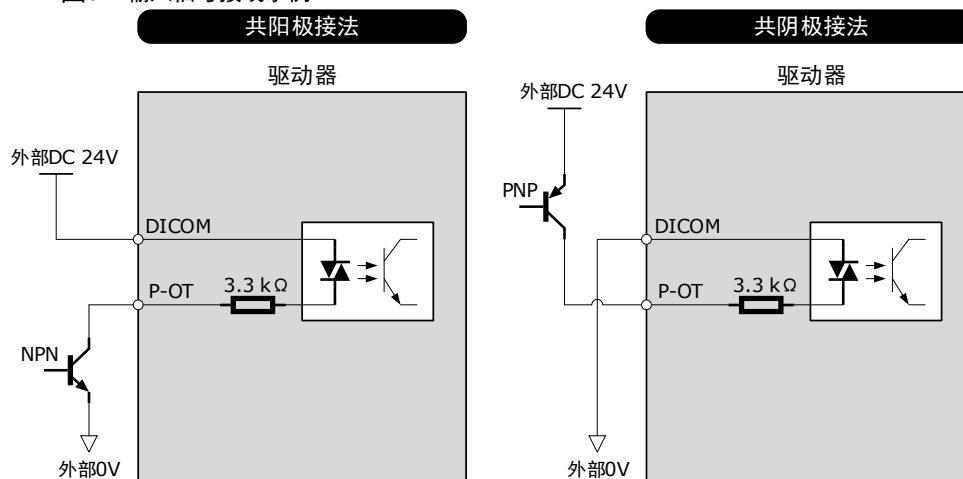 共阳极接法
驱动器
外部DC 24V
DICOM
P-OT
3.3 kΩ
NPN
外部0V
共阴极接法
驱动器
外部DC 24V
PNP
DICOM
P-OT
3.3 kΩ
外部0V